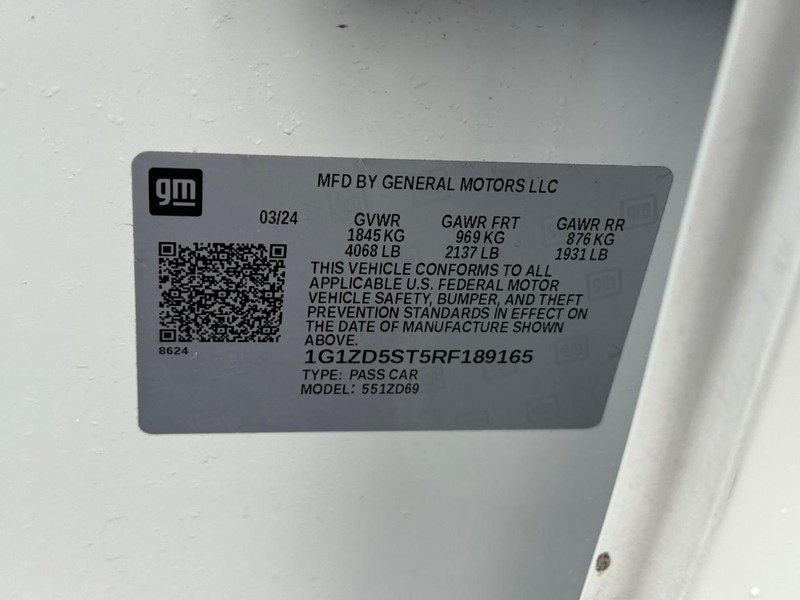 gm
MFD BY GENERAL MOTORS LLC
03/24 GVWR GAWR FRT GAWR RR
1845 KG 969 KG 876 KG
4068 LB 2137 LB 1931 LB
THIS VEHICLE CONFORMS TO ALL
APPLICABLE U.S. FEDERAL MOTOR
VEHICLE SAFETY, BUMPER, AND THEFT
PREVENTION STANDARDS IN EFFECT ON
THE DATE OF MANUFACTURE SHOWN
ABOVE.
8624
1G1ZD5ST5RF189165
TYPE: PASS CAR
MODEL: 551ZD69